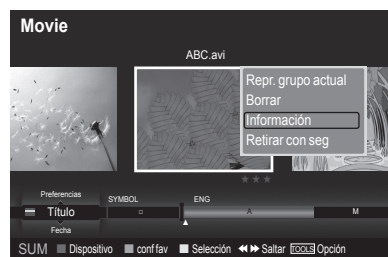 Movie
ABC.avi
Repr. grupo actual
Borrar
Información
Retirar con seg
Preferencias
SYMBOL
ENG
Título
A
M
Fecha
SUM Dispositivo conf fav Selección Saltar TOOLS Opción